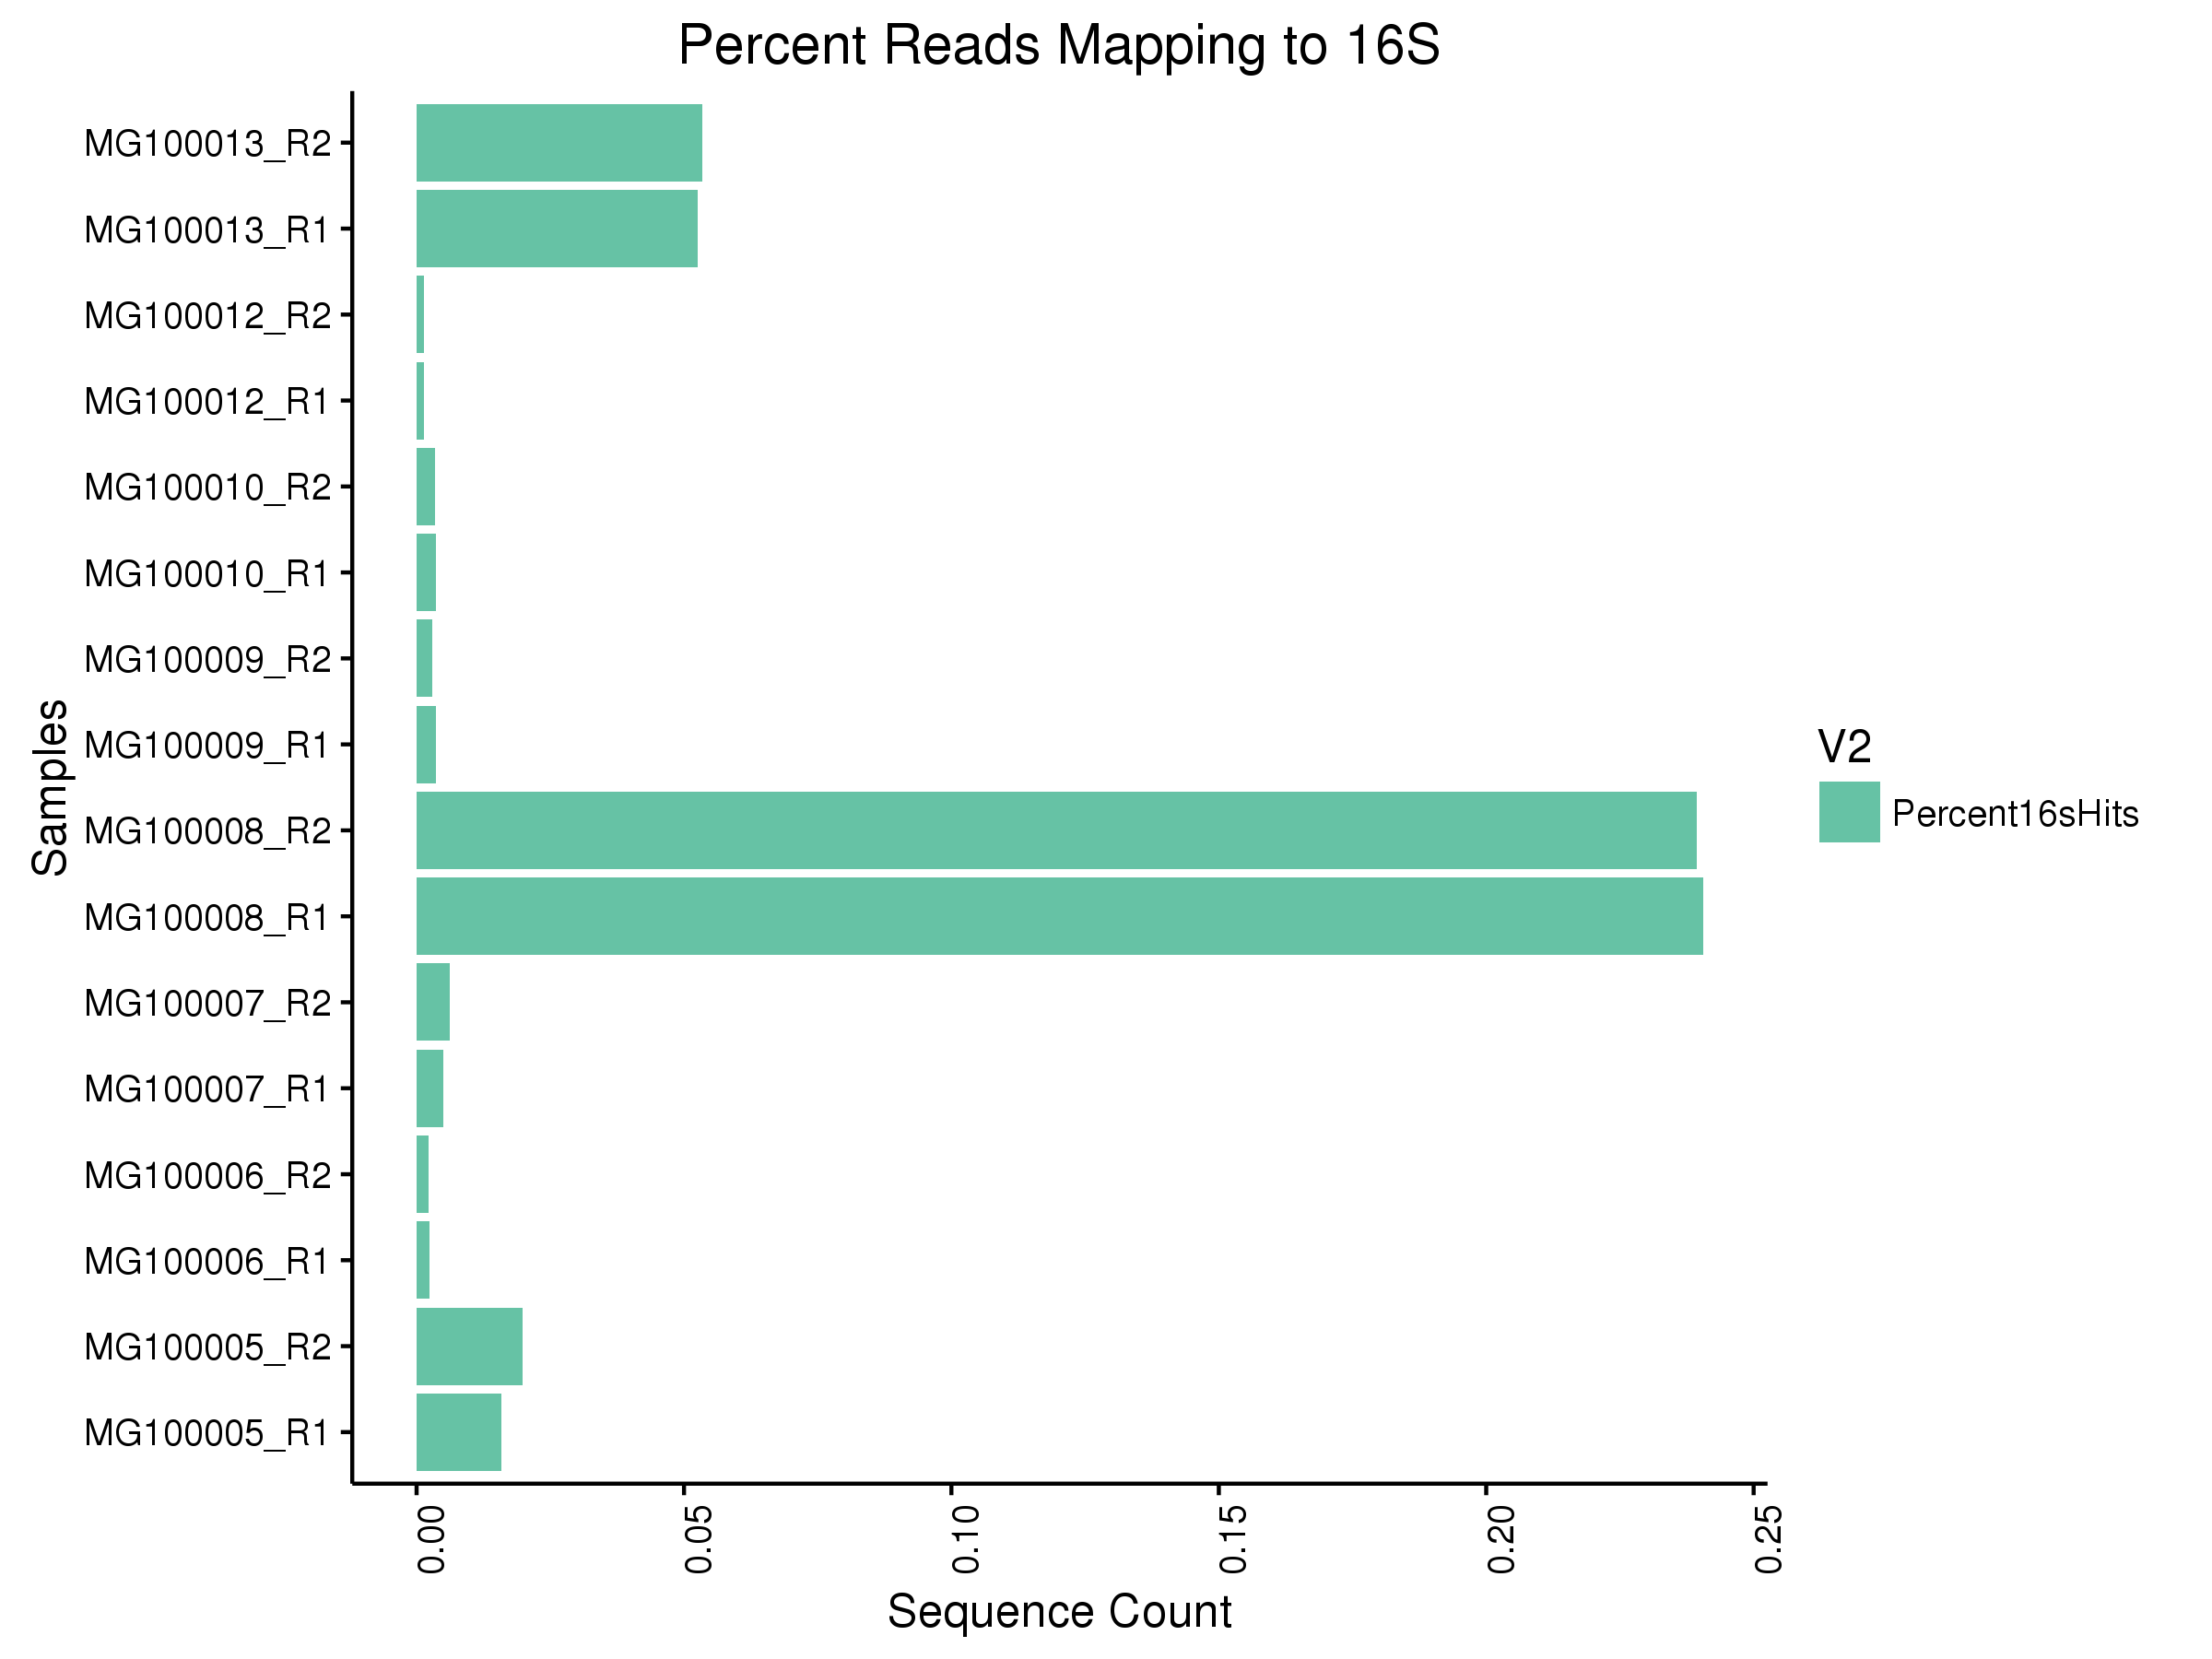 Percent Reads Mapping to 16S
Samples
MG100013_R2
MG100013_R1
MG100012_R2
MG100012_R1
MG100010_R2
MG100010_R1
MG100009_R2
MG100009_R1
MG100008_R2
MG100008_R1
MG100007_R2
MG100007_R1
MG100006_R2
MG100006_R1
MG100005_R2
MG100005_R1
0.00
0.05
0.10
0.15
0.20
0.25
Sequence Count
V2
Percent16sHits